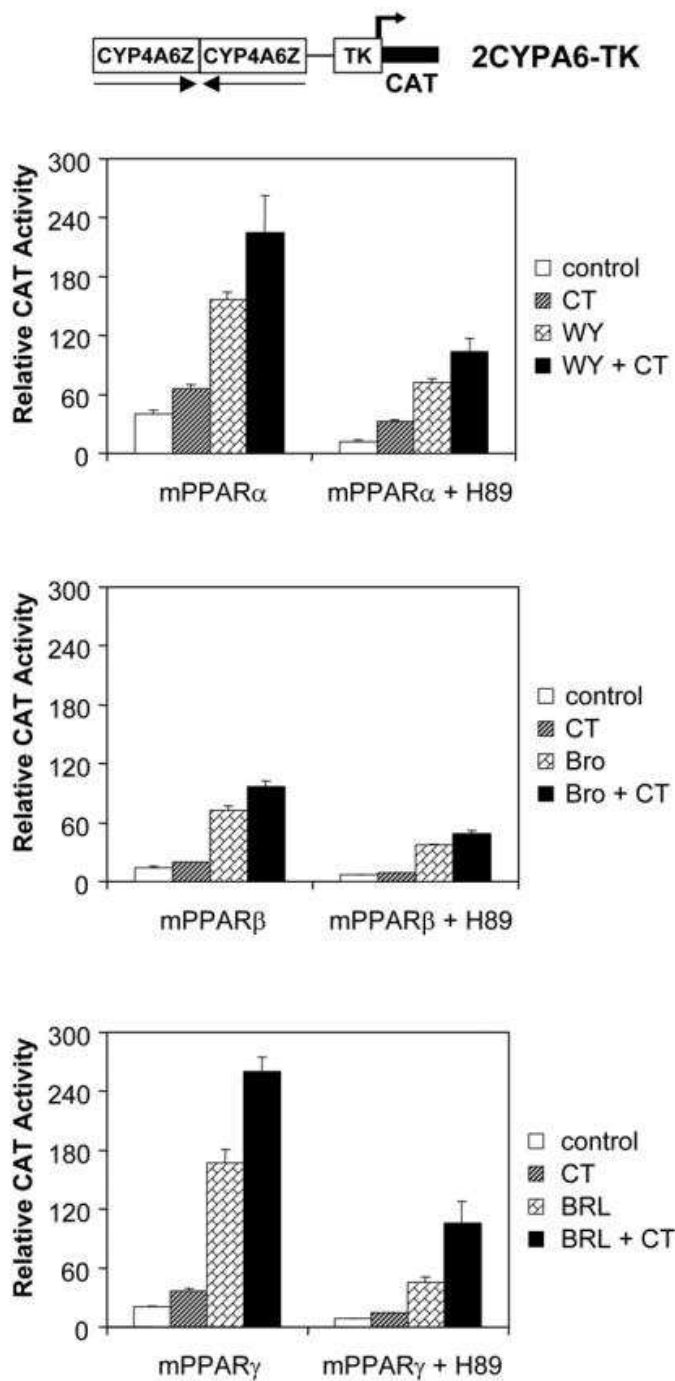 CYP4A6Z CYP4A6Z TK CAT 2CYPA6-TK
Relative CAT Activity
300
240
180
120
60
0
mPPARα mPPARα + H89
control
CT
WY
WY + CT
Relative CAT Activity
300
240
180
120
60
0
mPPARβ mPPARβ + H89
control
CT
Bro
Bro + CT
Relative CAT Activity
300
240
180
120
60
0
mPPARγ mPPARγ + H89
control
CT
BRL
BRL + CT